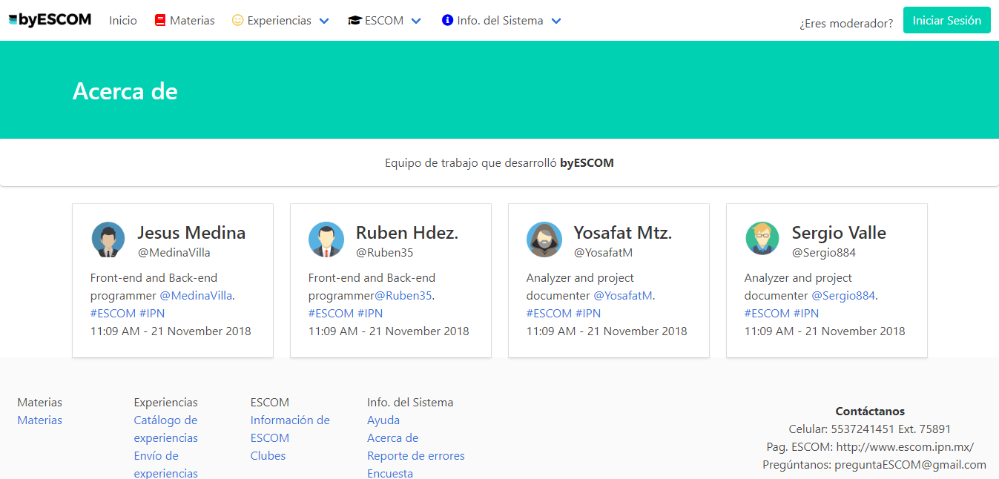 byESCOM Inicio Materias Experiencias ESCOM Info. del Sistema ¿Eres moderador? Iniciar Sesión
Acerca de
Equipo de trabajo que desarrolló byESCOM
Jesus Medina
@MedinaVilla
Front-end and Back-end
programmer @MedinaVilla.
#ESCOM #IPN
11:09 AM - 21 November 2018
Ruben Hdez.
@Ruben35
Front-end and Back-end
programmer@Ruben35.
#ESCOM #IPN
11:09 AM - 21 November 2018
Yosafat Mtz.
@YosafatM
Analyzer and project
documenter @YosafatM.
#ESCOM #IPN
11:09 AM - 21 November 2018
Sergio Valle
@Sergio884
Analyzer and project
documenter @Sergio884.
#ESCOM #IPN
11:09 AM - 21 November 2018
Materias
Materias
Experiencias
Catálogo de
experiencias
Envío de
experiencias
ESCOM
Información de
ESCOM
Clubes
Info. del Sistema
Ayuda
Acerca de
Reporte de errores
Encuesta
Contáctanos
Celular: 5537241451 Ext. 75891
Pag. ESCOM: http://www.escom.ipn.mx/
Pregúntanos: preguntaESCOM@gmail.com